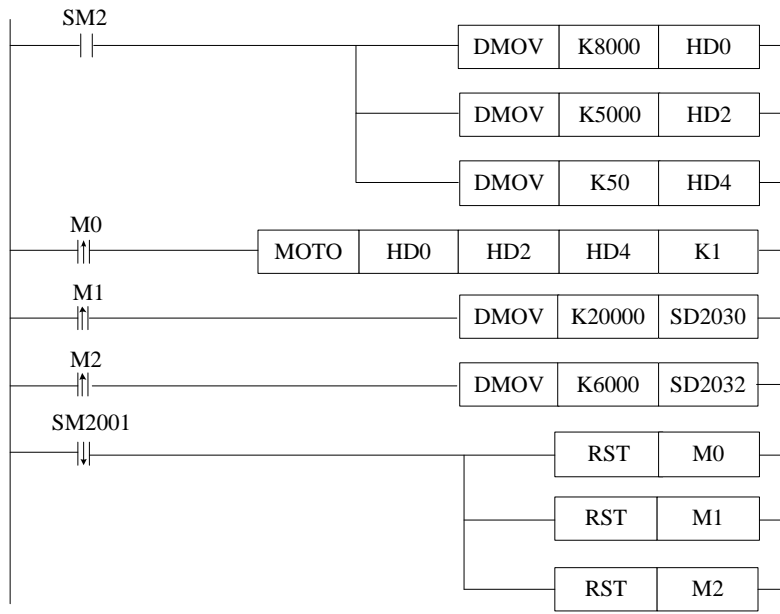 SM2
DMOV K8000 HD0
DMOV K5000 HD2
DMOV K50 HD4
M0
MOTO HD0 HD2 HD4 K1
M1
DMOV K20000 SD2030
M2
DMOV K6000 SD2032
SM2001
RST M0
RST M1
RST M2